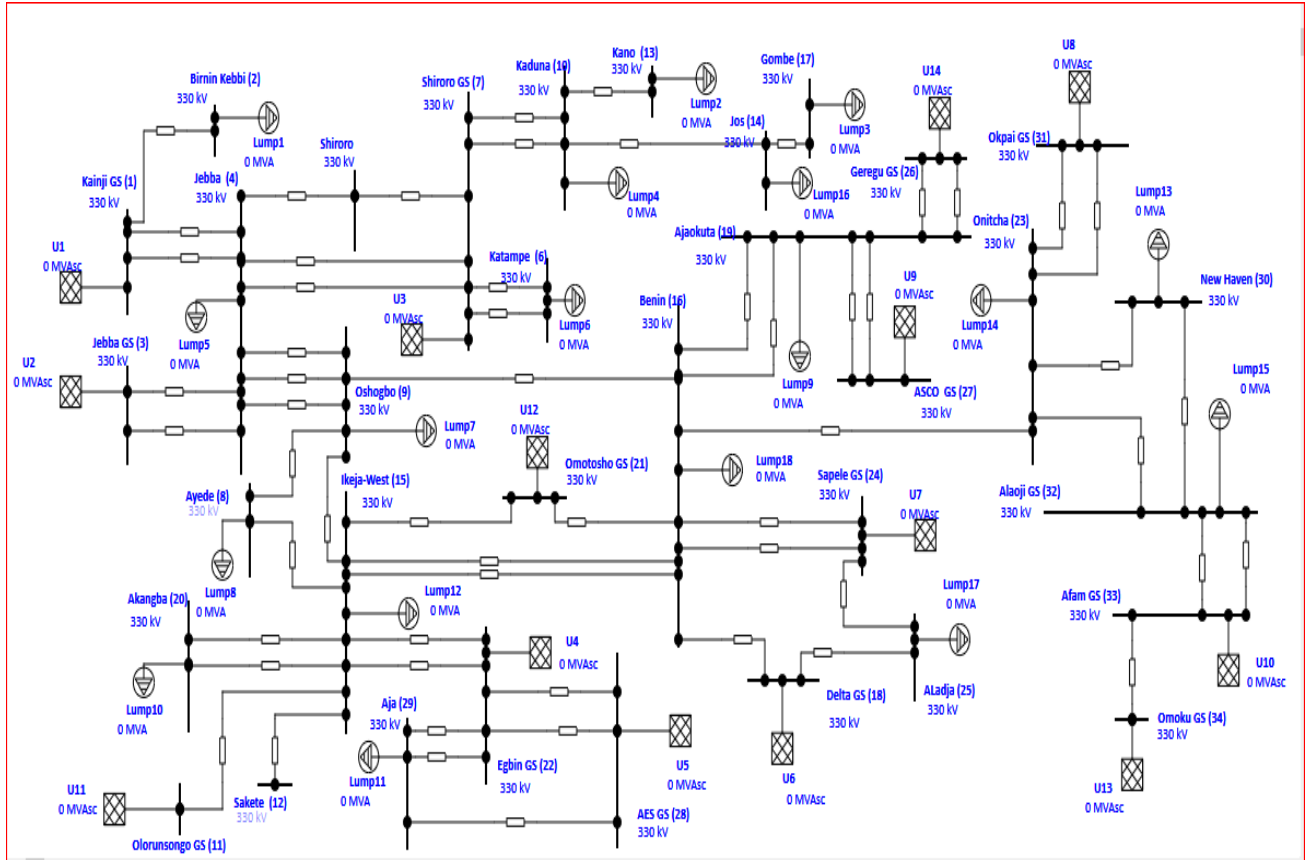 Birnin Kebbi (2)
330 kV
Lump1
0 MVA
Kainji GS (1)
330 kV
U1
0 MVAsc
Jebba (4)
330 kV
Shiroro
330 kV
Shiroro GS (7)
330 kV
Kaduna (10)
330 kV
Kano (13)
330 kV
Lump2
0 MVA
Gombe (17)
330 kV
Lump3
0 MVA
Jos (14)
330 kV
Lump4
0 MVA
Lump16
0 MVA
U14
0 MVAsc
Geregu GS (26)
330 kV
U8
0 MVAsc
Okpai GS (31)
330 kV
Lump13
0 MVA
Onitcha (23)
330 kV
Ajaokuta (19)
330 kV
New Haven (30)
330 kV
Katampe (6)
330 kV
Lump6
0 MVA
U3
0 MVAsc
Lump5
0 MVA
Jebba GS (3)
330 kV
U2
0 MVAsc
Benin (16)
330 kV
U9
0 MVAsc
Lump14
0 MVA
Lump9
0 MVA
ASCO GS (27)
330 kV
Lump15
0 MVA
Oshogbo (9)
330 kV
Lump7
0 MVA
U12
0 MVAsc
Omotosho GS (21)
330 kV
Lump18
0 MVA
Sapele GS (24)
330 kV
U7
0 MVAsc
Alaoji GS (32)
330 kV
Ikeja-West (15)
330 kV
Ayede (8)
330 kV
Lump8
0 MVA
Akangba (20)
330 kV
Lump12
0 MVA
Lump17
0 MVA
Afam GS (33)
330 kV
U4
0 MVAsc
U10
0 MVAsc
Lump10
0 MVA
Aja (29)
330 kV
Delta GS (18)
330 kV
ALadja (25)
330 kV
Omoku GS (34)
330 kV
Lump11
0 MVA
Egbin GS (22)
330 kV
U5
0 MVAsc
U6
0 MVAsc
U13
0 MVAsc
U11
0 MVAsc
Sakete (12)
330 kV
AES GS (28)
330 kV
Olorunsongo GS (11)
330 kV